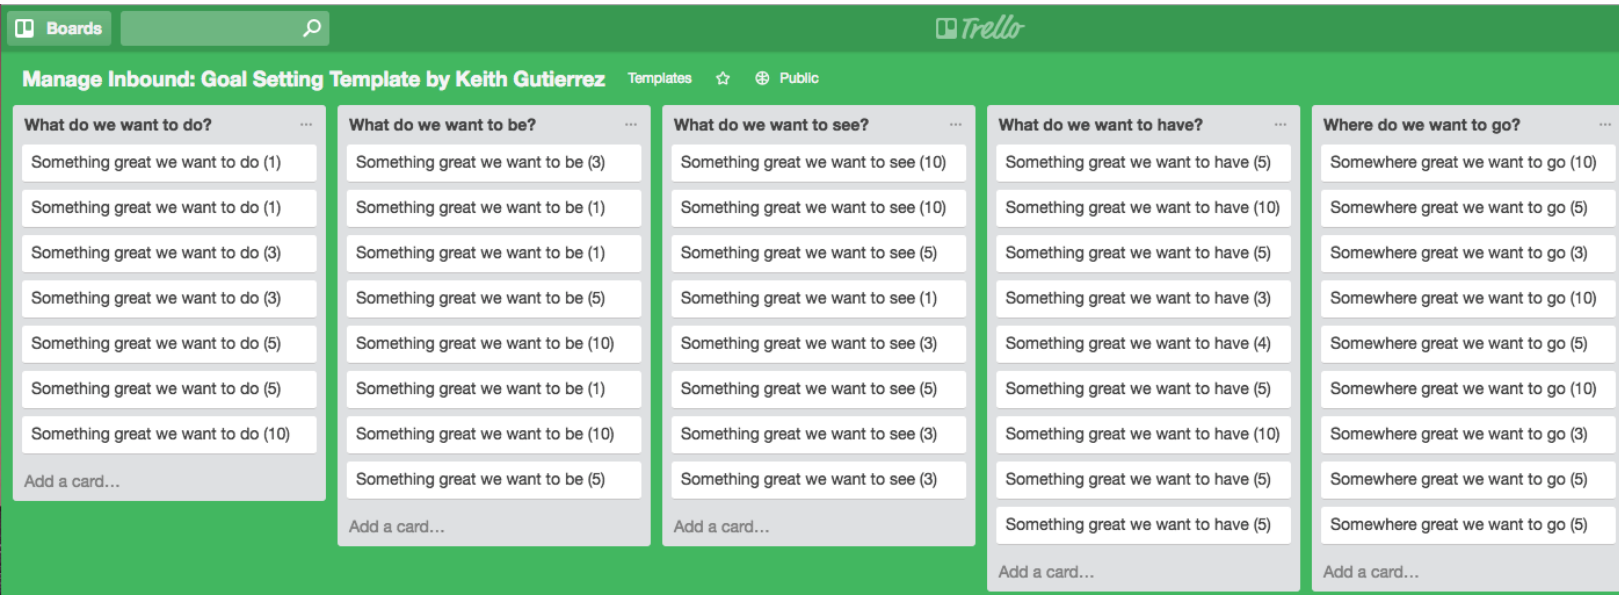 Boards
Trello
Manage Inbound: Goal Setting Template by Keith Gutierrez Templates Public
What do we want to do?
Something great we want to do (1)
Something great we want to do (1)
Something great we want to do (3)
Something great we want to do (3)
Something great we want to do (5)
Something great we want to do (5)
Something great we want to do (10)
Add a card...
What do we want to be?
Something great we want to be (3)
Something great we want to be (1)
Something great we want to be (1)
Something great we want to be (5)
Something great we want to be (10)
Something great we want to be (1)
Something great we want to be (10)
Something great we want to be (5)
Add a card...
What do we want to see?
Something great we want to see (10)
Something great we want to see (10)
Something great we want to see (5)
Something great we want to see (1)
Something great we want to see (3)
Something great we want to see (5)
Something great we want to see (3)
Something great we want to see (3)
Add a card...
What do we want to have?
Something great we want to have (5)
Something great we want to have (10)
Something great we want to have (5)
Something great we want to have (3)
Something great we want to have (4)
Something great we want to have (5)
Something great we want to have (10)
Something great we want to have (5)
Something great we want to have (5)
Add a card...
Where do we want to go?
Somewhere great we want to go (10)
Somewhere great we want to go (5)
Somewhere great we want to go (3)
Somewhere great we want to go (10)
Somewhere great we want to go (5)
Somewhere great we want to go (10)
Somewhere great we want to go (3)
Somewhere great we want to go (5)
Somewhere great we want to go (5)
Add a card...